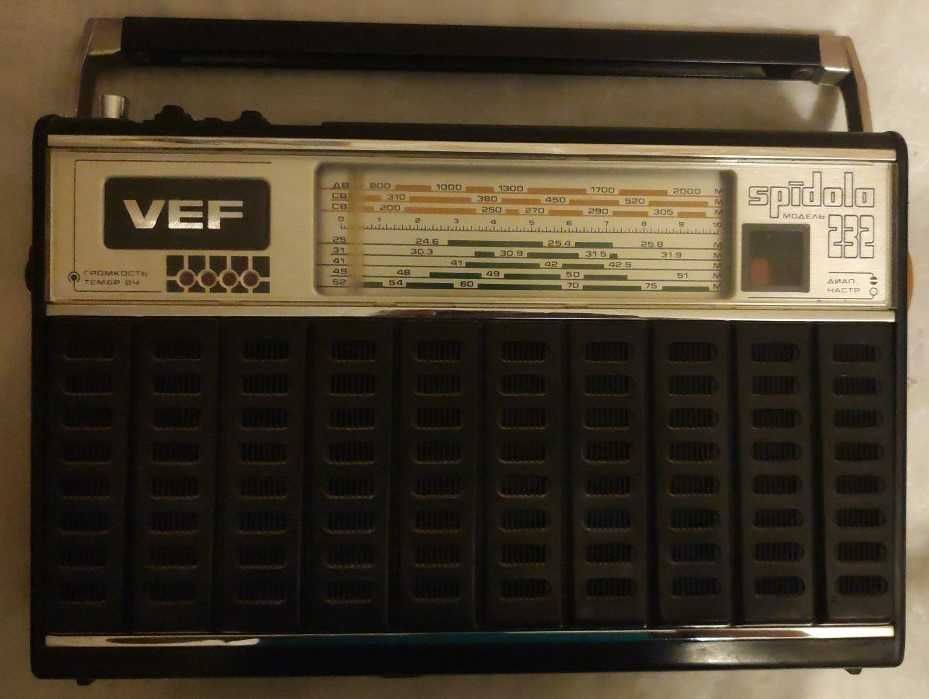 VEF
ГРОМКОСТЬ
ТЕМБР ВЧ
ДВ 800 1000 1300 1700 2000 М
СВ 310 380 450 520 М
СВ 200 250 270 290 305 М
0 1 2 3 4 5 6 7 8 9 10
25 24.6 25.4 25.8 М
31 30.3 30.9 31.5 31.9 М
41 41 42 42.5 М
49 48 49 50 51 М
52 54 60 70 75 М
spīdola
МОДЕЛЬ
232
ДИАП.
НАСТР.